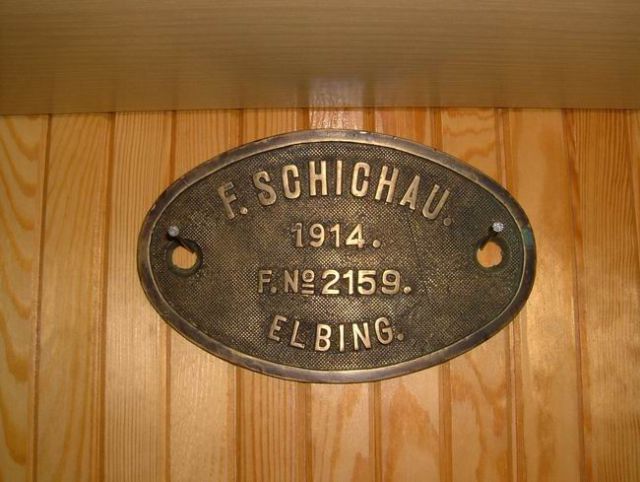 F. SCHICHAU.
1914.
F. Nº 2159.
ELBING.